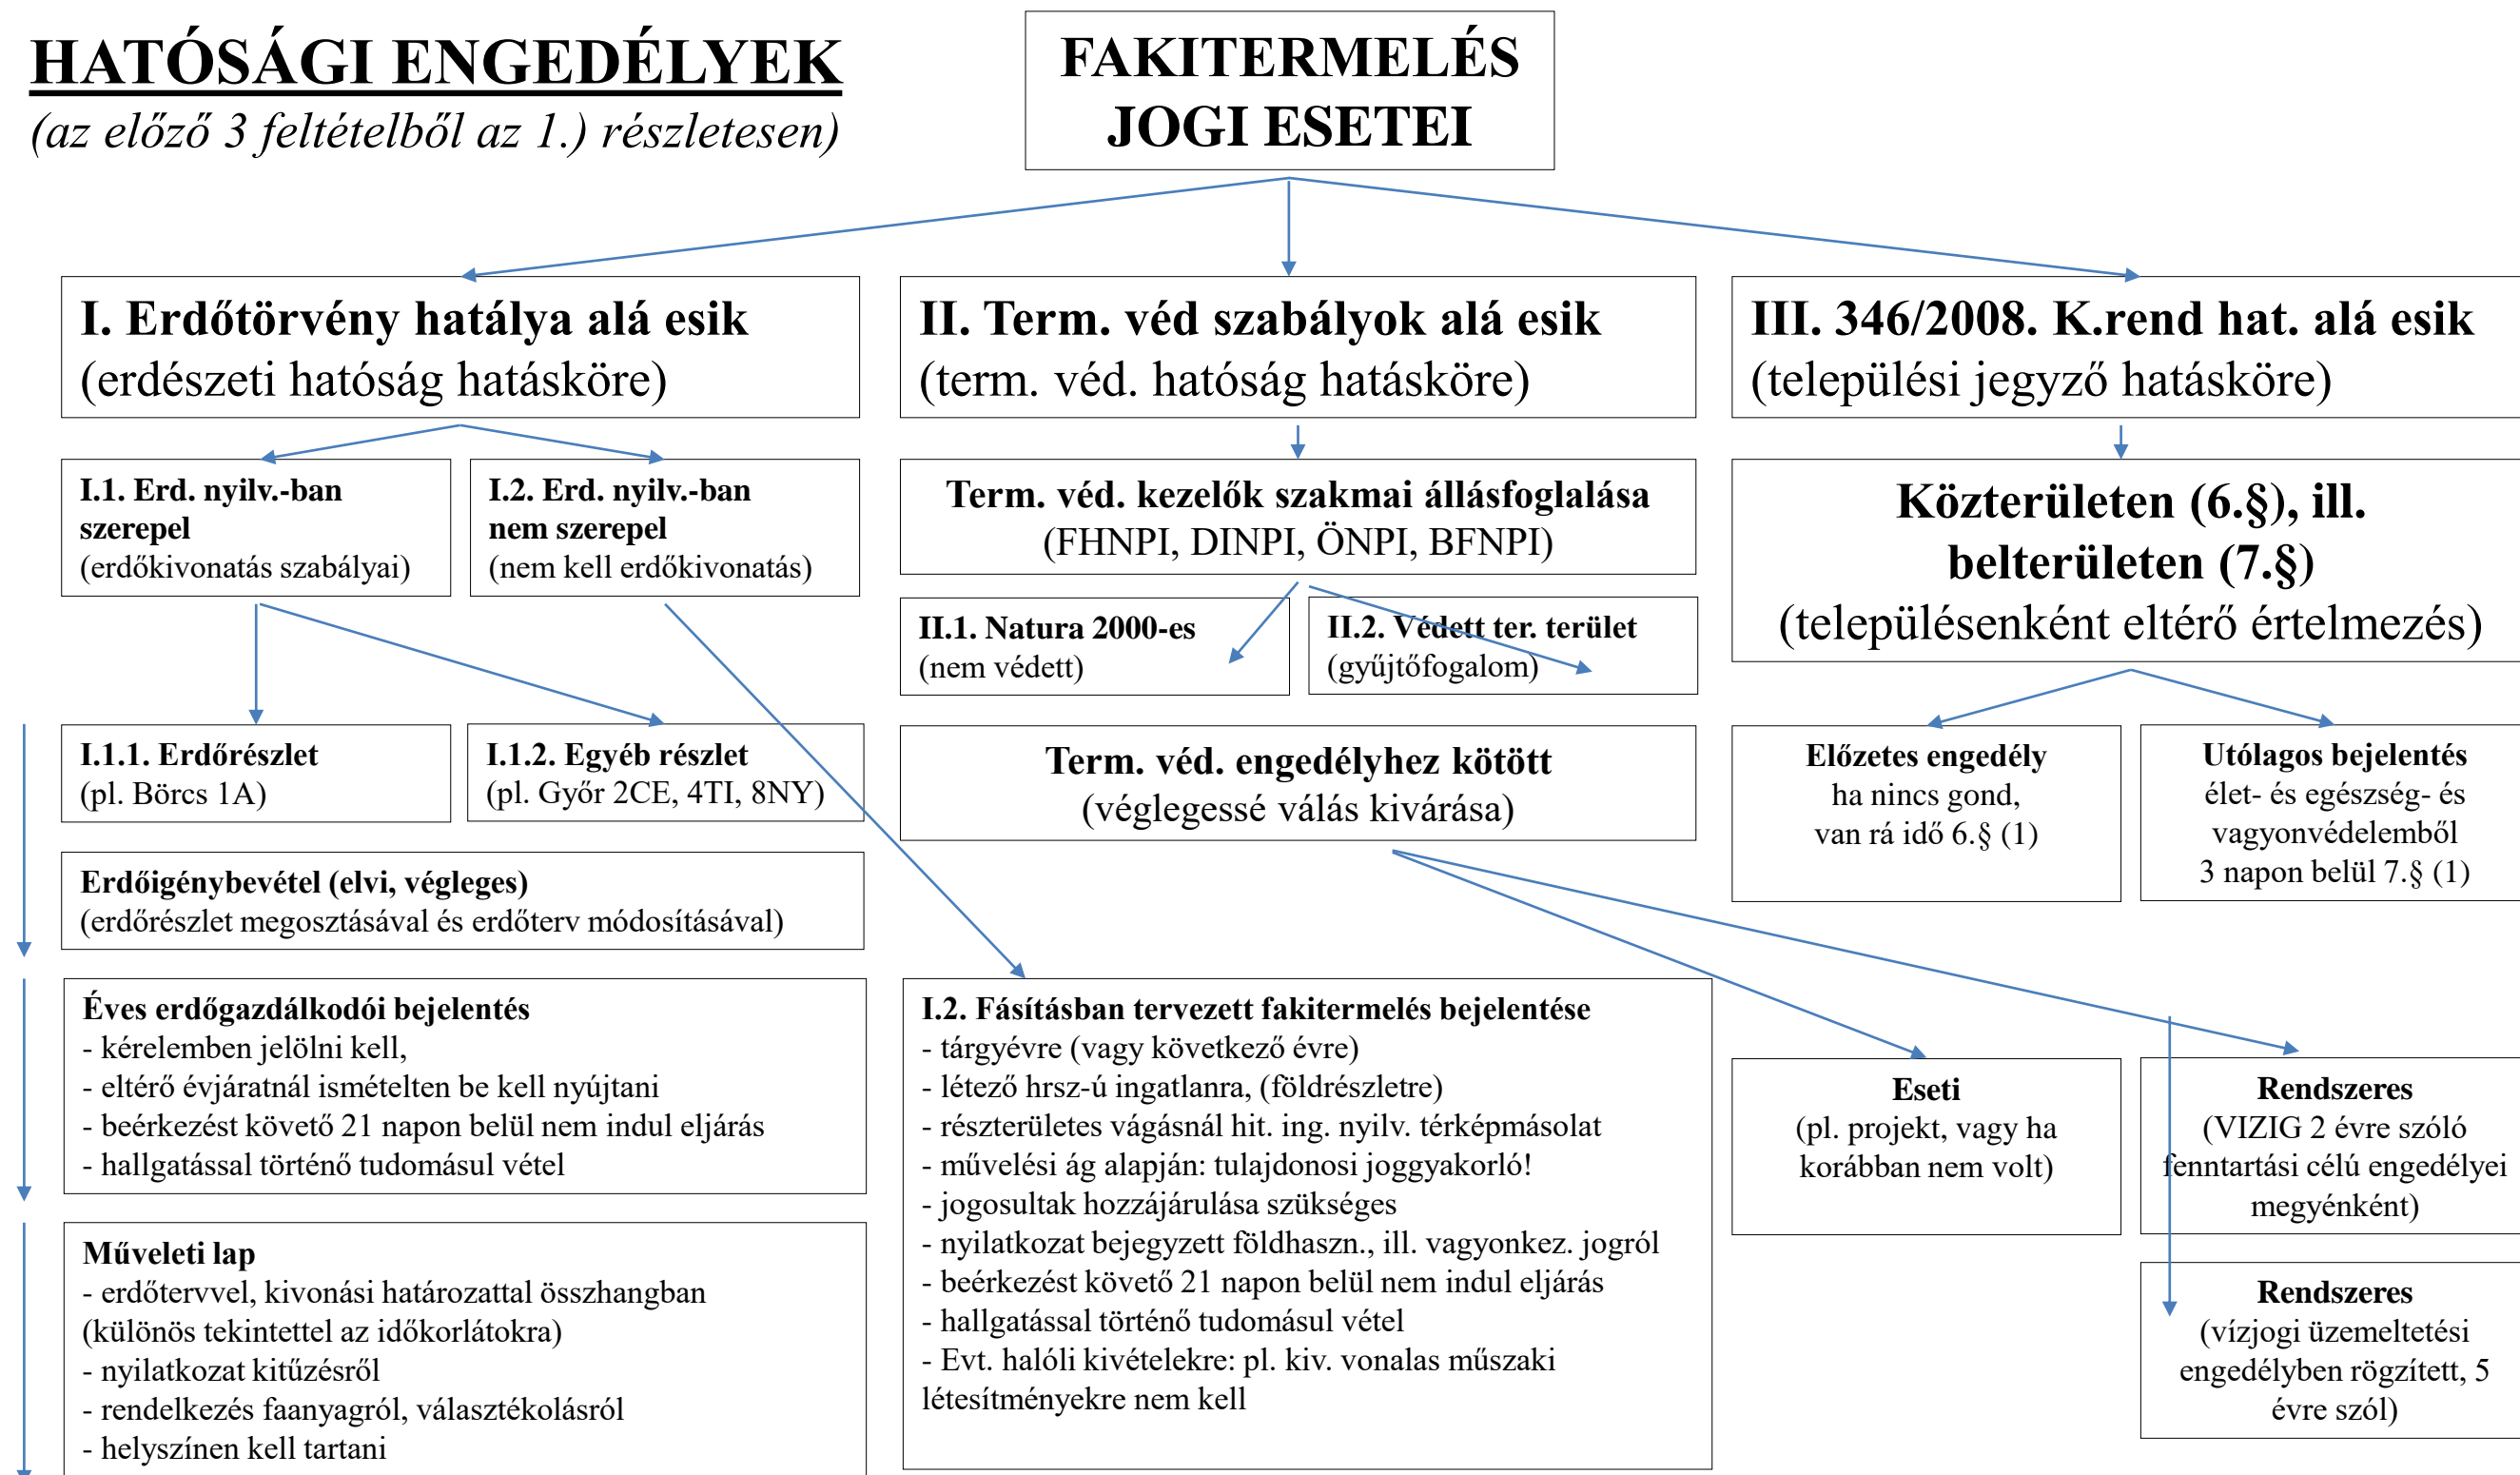 HATÓSÁGI ENGEDÉLYEK
(az előző 3 feltételből az 1.) részletesen)
FAKITERMELÉS
JOGI ESETEI
I. Erdőtörvény hatálya alá esik
(erdészeti hatóság hatásköre)
II. Term. véd szabályok alá esik
(term. véd. hatóság hatásköre)
III. 346/2008. K.rend hat. alá esik
(települési jegyző hatásköre)
I.1. Erd. nyilv.-ban
szerepel
(erdőkivonatás szabályai)
I.2. Erd. nyilv.-ban
nem szerepel
(nem kell erdőkivonatás)
Term. véd. kezelők szakmai állásfoglalása
(FHNPI, DINPI, ÖNPI, BFNPI)
Közterületen (6.§), ill.
belterületen (7.§)
(településenként eltérő értelmezés)
II.1. Natura 2000-es
(nem védett)
II.2. Védett ter. terület
(gyűjtőfogalom)
I.1.1. Erdőrészlet
(pl. Börcs 1A)
I.1.2. Egyéb részlet
(pl. Győr 2CE, 4TI, 8NY)
Term. véd. engedélyhez kötött
(véglegessé válás kivárása)
Előzetes engedély
ha nincs gond,
van rá idő 6.§ (1)
Utólagos bejelentés
élet- és egészség- és
vagyonvédelemből
3 napon belül 7.§ (1)
Erdőigénybevétel (elvi, végleges)
(erdőrészlet megosztásával és erdőterv módosításával)
Éves erdőgazdálkodói bejelentés
- kérelemben jelölni kell,
- eltérő évjáratnál ismételten be kell nyújtani
- beérkezést követő 21 napon belül nem indul eljárás
- hallgatással történő tudomásul vétel
I.2. Fásításban tervezett fakitermelés bejelentése
- tárgyévre (vagy következő évre)
- létező hrsz-ú ingatlanra, (földrészletre)
- részterületes vágásnál hit. ing. nyilv. térképmásolat
- művelési ág alapján: tulajdonosi joggyakorló!
- jogosultak hozzájárulása szükséges
- nyilatkozat bejegyzett földhaszn., ill. vagyonkez. jogról
- beérkezést követő 21 napon belül nem indul eljárás
- hallgatással történő tudomásul vétel
- Evt. halóli kivételekre: pl. kiv. vonalas műszaki
létesítményekre nem kell
Eseti
(pl. projekt, vagy ha
korábban nem volt)
Rendszeres
(VIZIG 2 évre szóló
fenntartási célú engedélyei
megyénként)
Műveleti lap
- erdőtervvel, kivonási határozattal összhangban
(különös tekintettel az időkorlátokra)
- nyilatkozat kitűzésről
- rendelkezés faanyagról, választékolásról
- helyszínen kell tartani
Rendszeres
(vízjogi üzemeltetési
engedélyben rögzített, 5
évre szól)